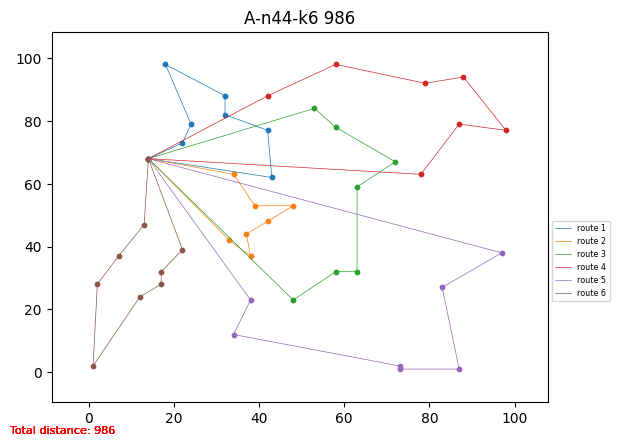 A-n44-k6 986
100
80
60
40
20
0
0 20 40 60 80 100
route 1
route 2
route 3
route 4
route 5
route 6
Total distance: 986